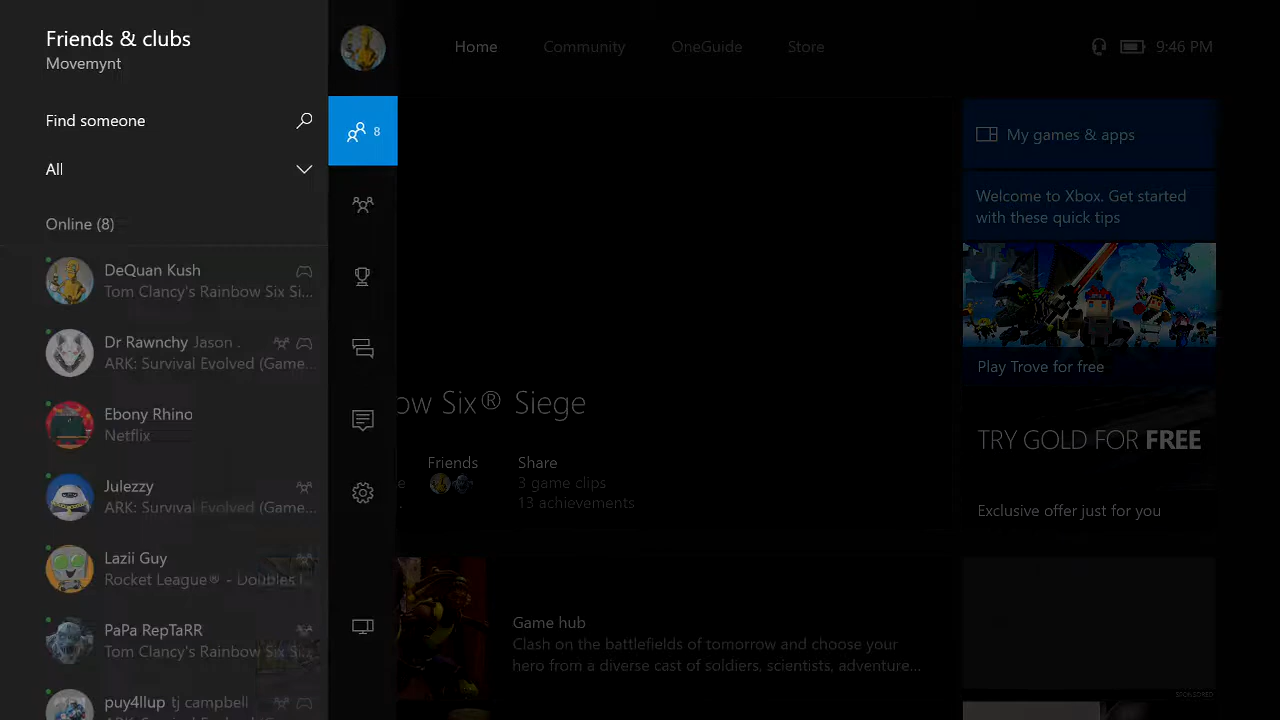 Friends & clubs
Movemynt
Find someone
All
Online (8)
DeQuan Kush
Tom Clancy's Rainbow Six Si...
Dr Rawnchy Jason .
ARK: Survival Evolved (Game...
Ebony Rhino
Netflix
Julezzy
ARK: Survival Evolved (Game...
Lazii Guy
Rocket League® - Doubles
PaPa RepTaRR
Tom Clancy's Rainbow Six Si...
puy4llup tj campbell
8
Home Community OneGuide Store
9:46 PM
ow Six® Siege
Friends
Share
3 game clips
13 achievements
Game hub
Clash on the battlefields of tomorrow and choose your
hero from a diverse cast of soldiers, scientists, adventure...
My games & apps
Welcome to Xbox. Get started
with these quick tips
Play Trove for free
TRY GOLD FOR FREE
Exclusive offer just for you
SPONSORED